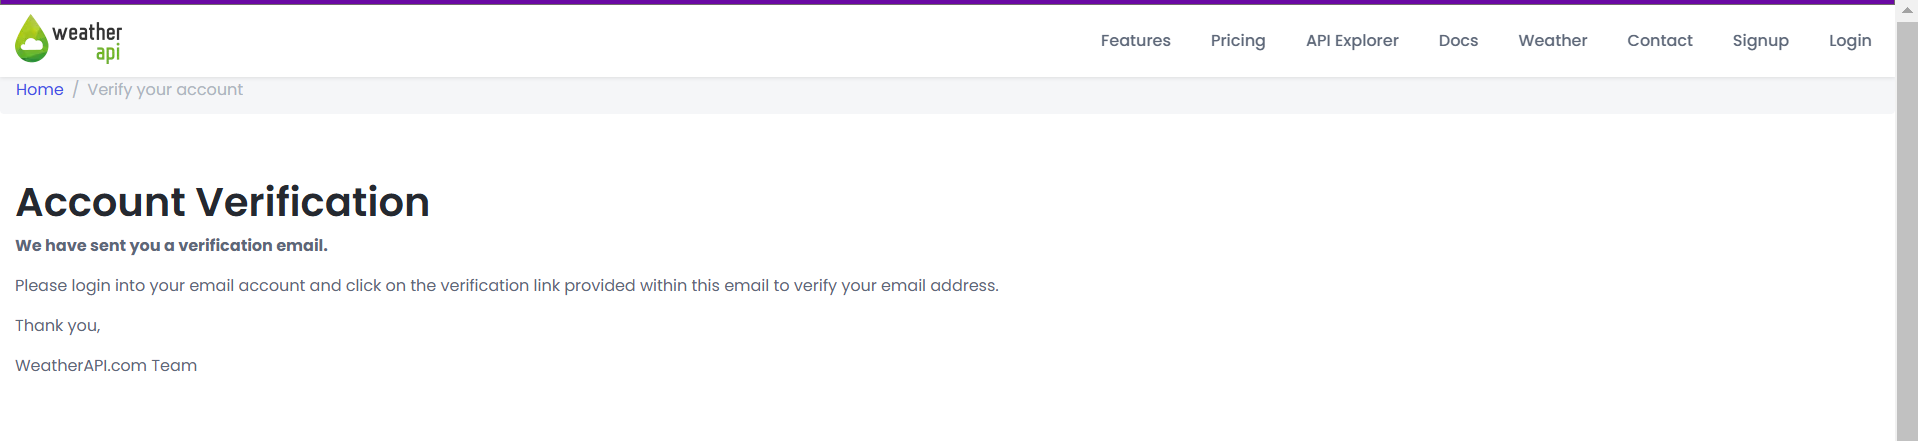 weather
api
Features Pricing API Explorer Docs Weather Contact Signup Login
Home / Verify your account
Account Verification
We have sent you a verification email.
Please login into your email account and click on the verification link provided within this email to verify your email address.
Thank you,
WeatherAPI.com Team